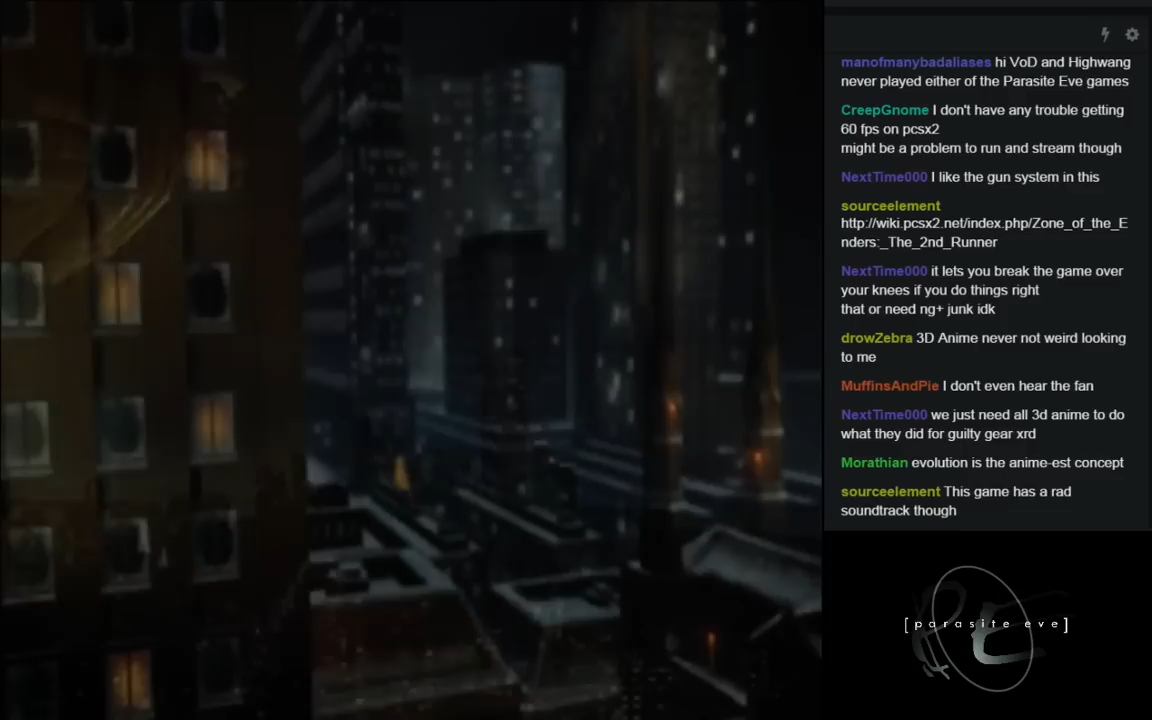 manofmanybadaliases hi VoD and Highwang
never played either of the Parasite Eve games
CreepGnome I don't have any trouble getting
60 fps on pcsx2
might be a problem to run and stream though
NextTime000 I like the gun system in this
sourceelement
http://wiki.pcsx2.net/index.php/Zone_of_the_E
nders:_The_2nd_Runner
NextTime000 it lets you break the game over
your knees if you do things right
that or need ng+ junk idk
drowZebra 3D Anime never not weird looking
to me
MuffinsAndPie I don't even hear the fan
NextTime000 we just need all 3d anime to do
what they did for guilty gear xrd
Morathian evolution is the anime-est concept
sourceelement This game has a rad
soundtrack though
[parasite eve]